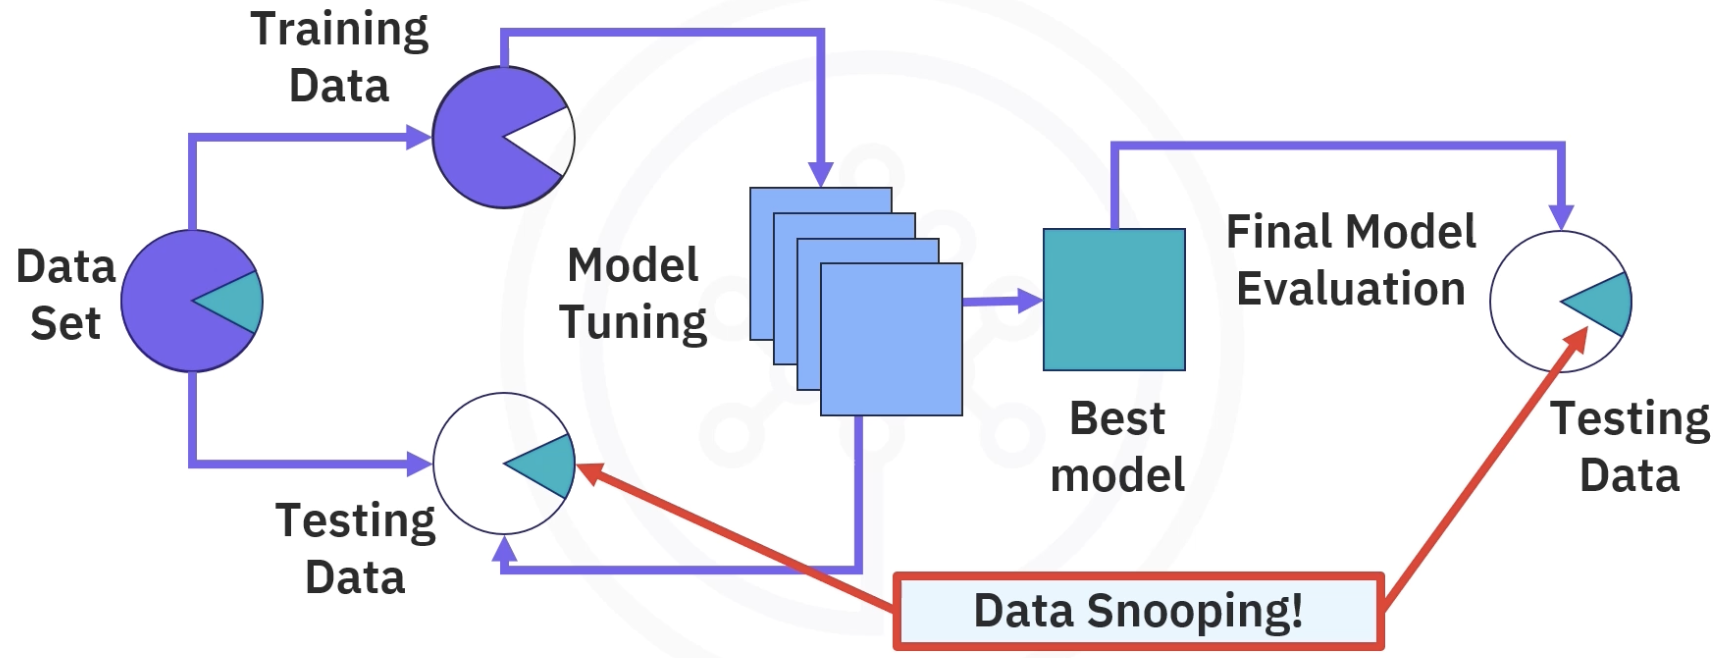 Training
Data
Data
Set
Model
Tuning
Testing
Data
Best
model
Final Model
Evaluation
Testing
Data
Data Snooping!